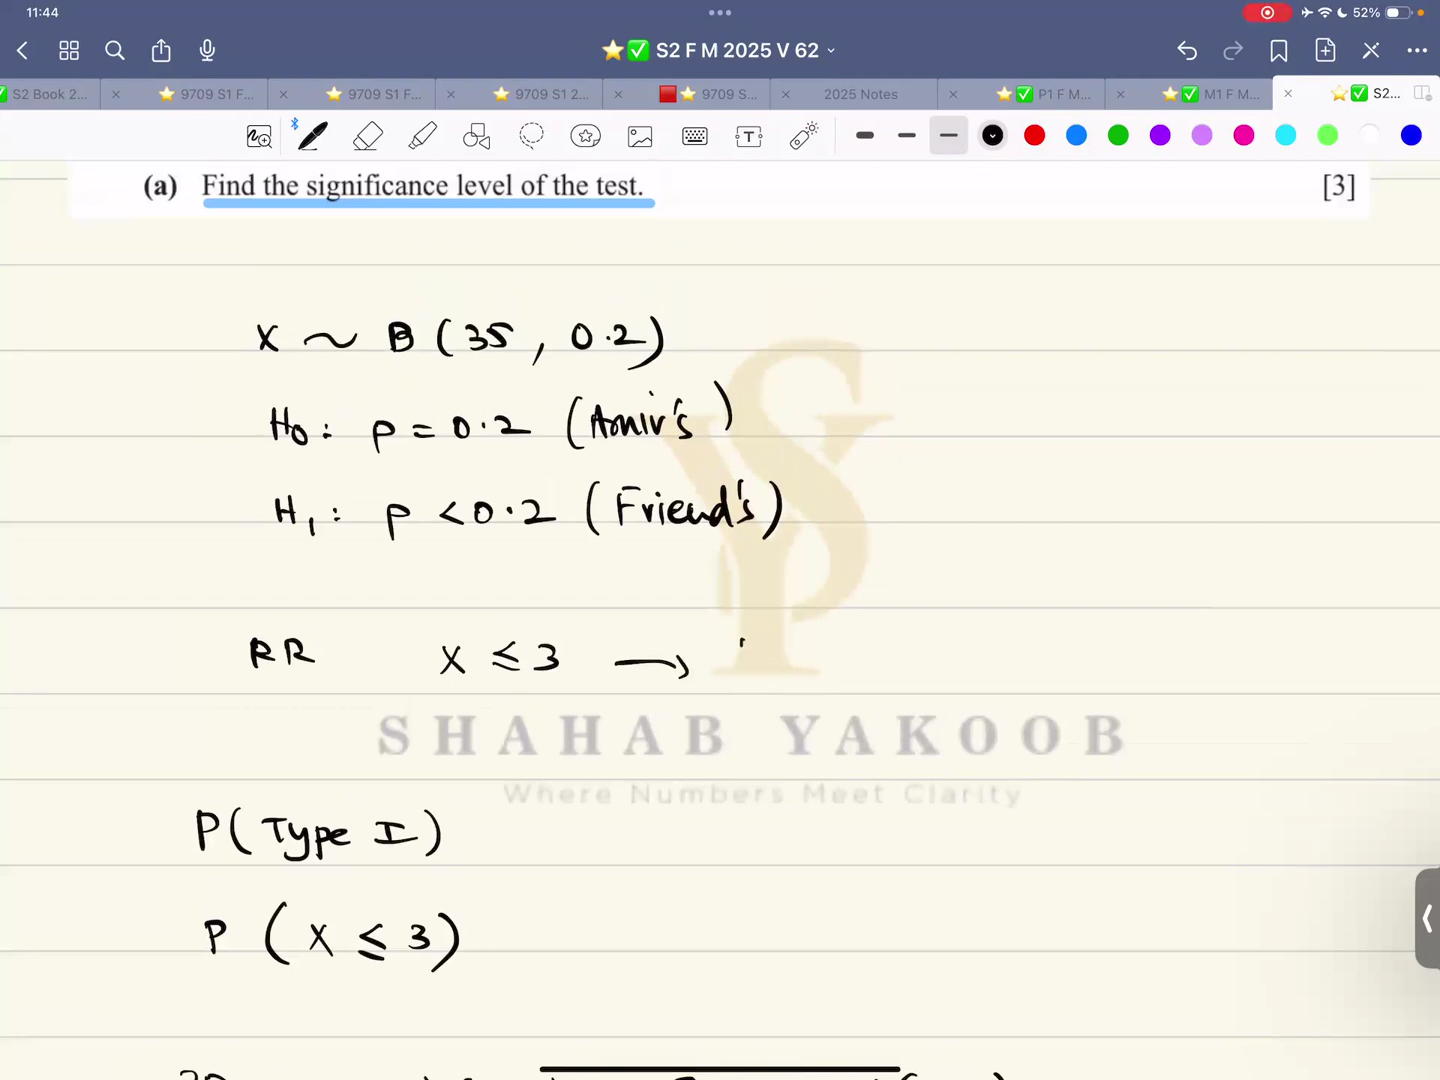 11:44
52%
S2 F M 2025 V 62
S2 Book 2...
9709 S1 F...
9709 S1 F...
9709 S1 2...
9709 S...
2025 Notes
P1 F M...
M1 F M...
S2...
(a) Find the significance level of the test. [3]
X ~ B (35, 0.2)
H0: p = 0.2 (Amir's)
H1: p < 0.2 (Friend's)
RR X ≤ 3 →
SHAHAB YAKOOB
Where Numbers Meet Clarity
P(Type I)
P (X ≤ 3)